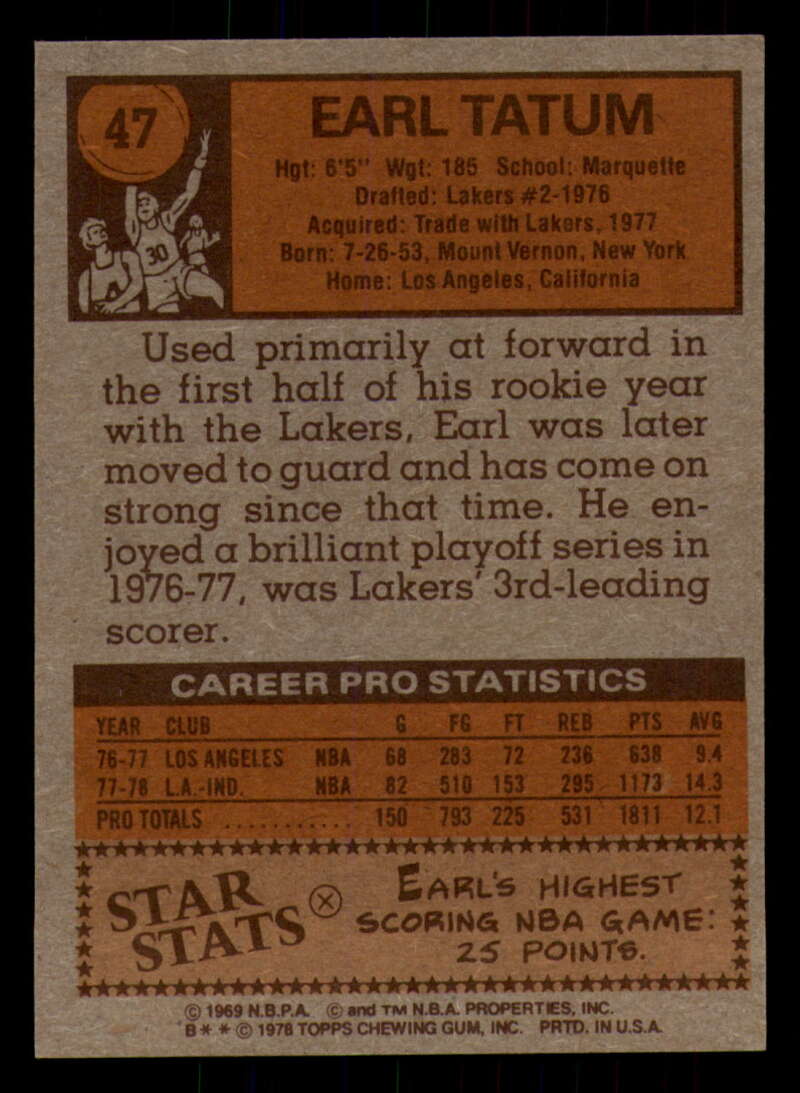 47
EARL TATUM
Hgt: 6'5" Wgt: 185 School: Marquette
Drafted: Lakers #2-1976
Acquired: Trade with Lakers, 1977
Born: 7-26-53, Mount Vernon, New York
Home: Los Angeles, California
30
Used primarily at forward in
the first half of his rookie year
with the Lakers, Earl was later
moved to guard and has come on
strong since that time. He en-
joyed a brilliant playoff series in
1976-77, was Lakers' 3rd-leading
scorer.
CAREER PRO STATISTICS
YEAR CLUB G FG FT REB PTS AVG
76-77 LOS ANGELES NBA 68 283 72 236 638 9.4
77-78 L.A.-IND. NBA 82 510 153 295 1173 14.3
PRO TOTALS ............ 150 793 225 531 1811 12.1
STAR STATS
EARL'S HIGHEST
SCORING NBA GAME:
25 POINTS.
© 1969 N.B.P.A. © and TM N.B.A. PROPERTIES, INC.
B * * © 1978 TOPPS CHEWING GUM, INC. PRTD. IN U.S.A.